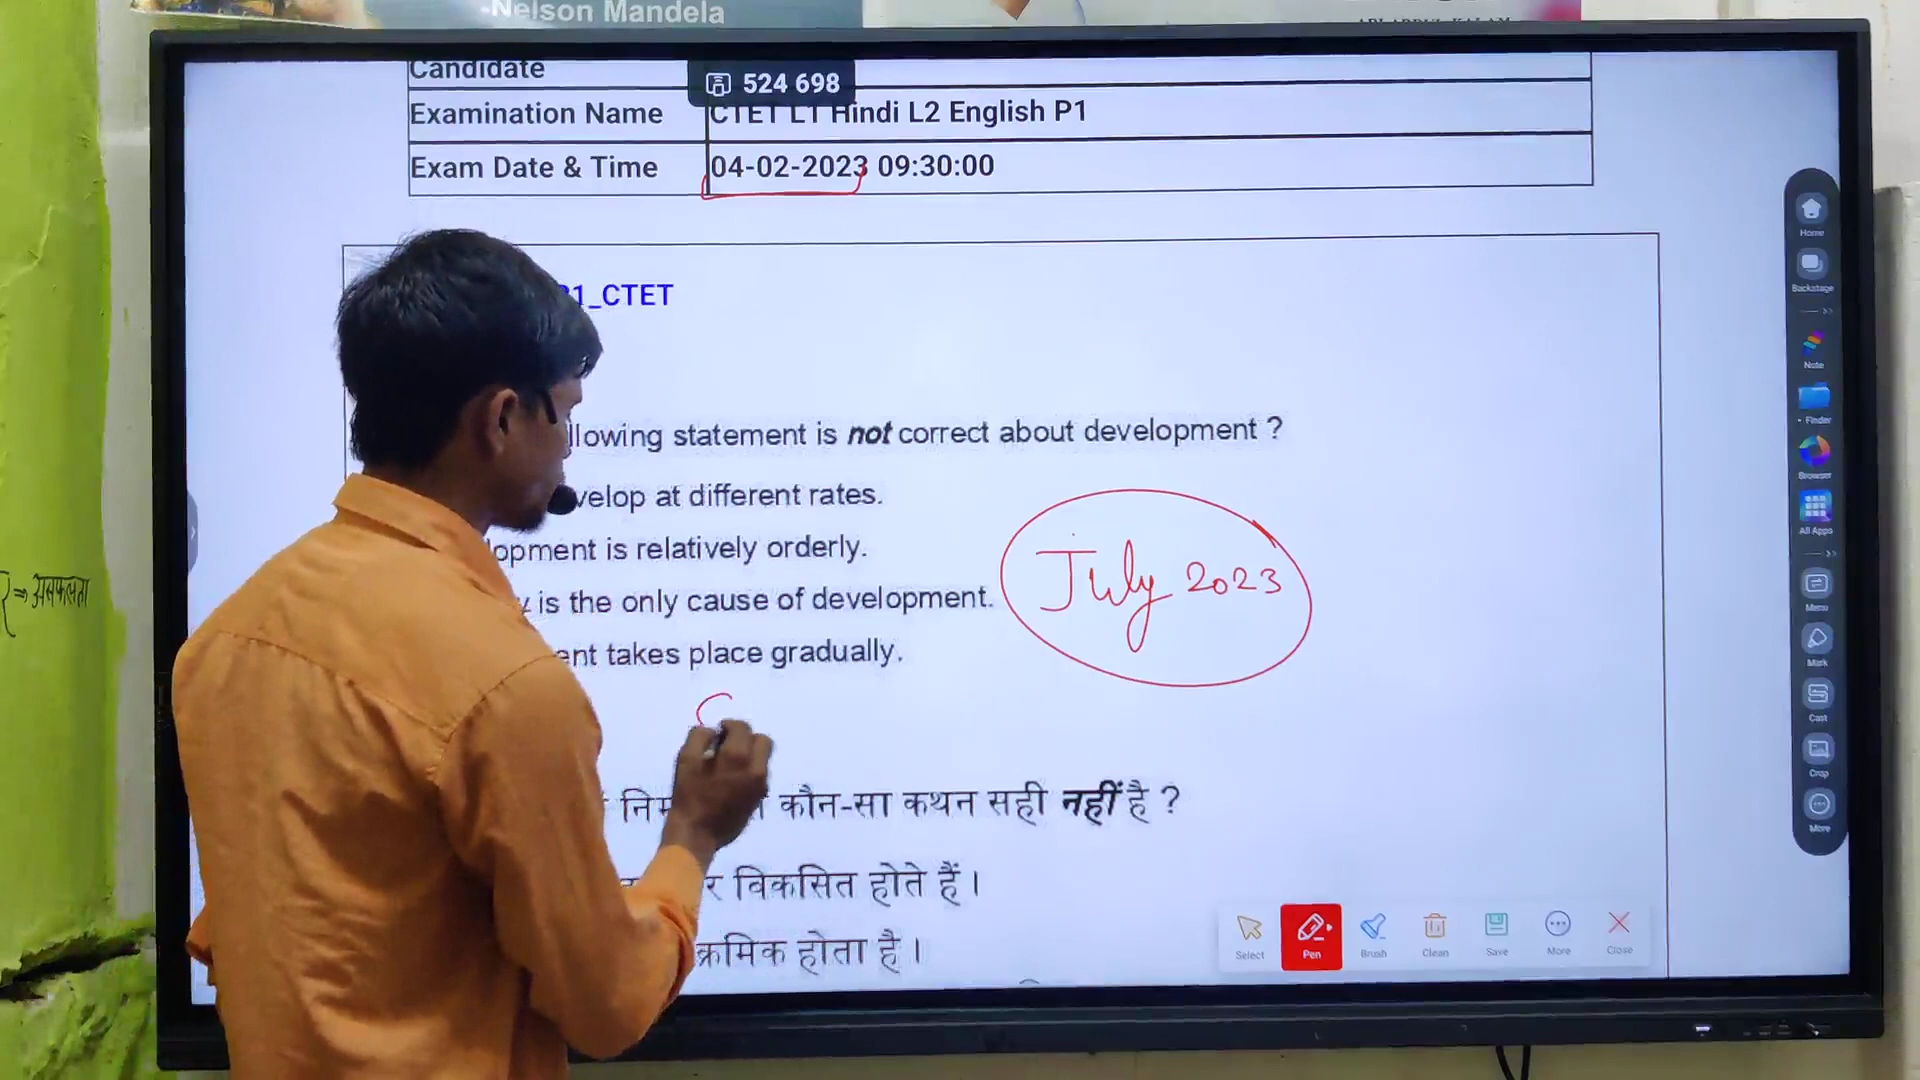 -Nelson Mandela
Candidate
524 698
Examination Name CTET L1 Hindi L2 English P1
Exam Date & Time 04-02-2023 09:30:00
1_CTET
llowing statement is not correct about development ?
velop at different rates.
lopment is relatively orderly.
is the only cause of development.
July 2023
ent takes place gradually.
कौन-सा कथन सही नहीं है ?
र विकसित होते हैं।
क्रमिक होता है।
Home
Backstage
Note
Finder
Browser
All Apps
Menu
Mark
Cast
Crop
More
Select
Pen
Brush
Clean
Save
More
Close